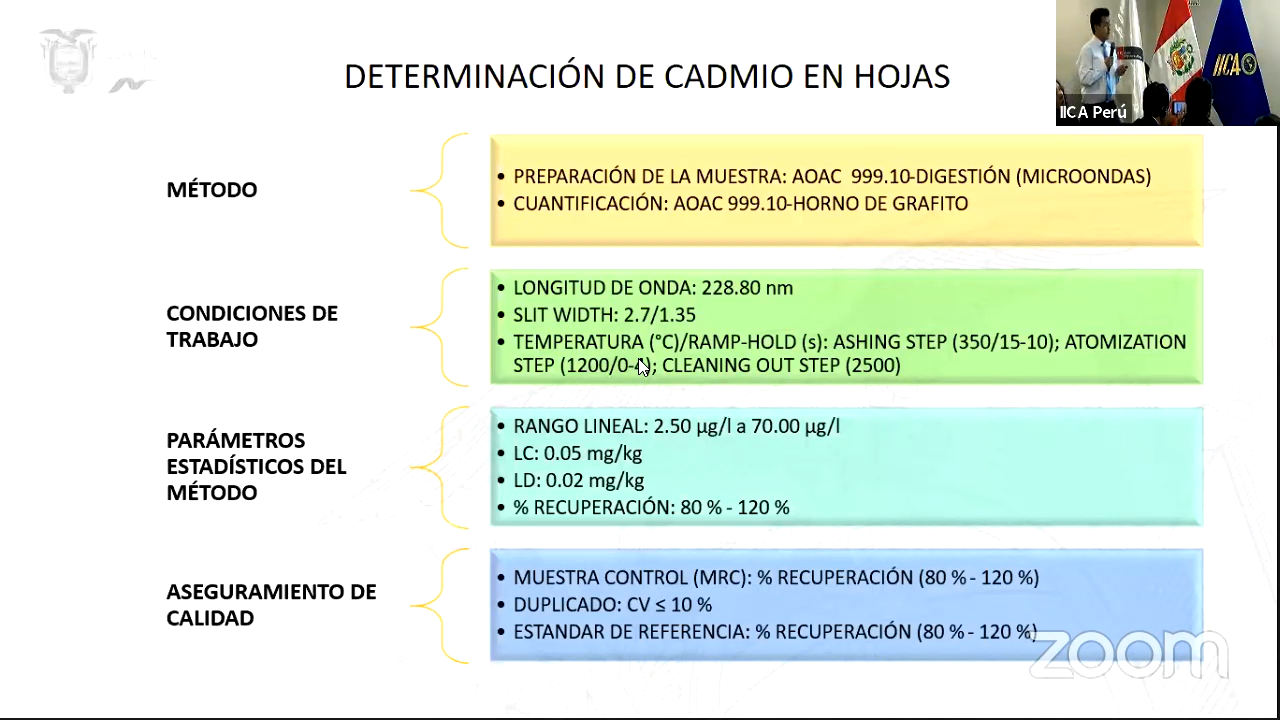 DETERMINACIÓN DE CADMIO EN HOJAS
IICA
IICA Perú
MÉTODO
• PREPARACIÓN DE LA MUESTRA: AOAC 999.10-DIGESTIÓN (MICROONDAS)
• CUANTIFICACIÓN: AOAC 999.10-HORNO DE GRAFITO
CONDICIONES DE
TRABAJO
• LONGITUD DE ONDA: 228.80 nm
• SLIT WIDTH: 2.7/1.35
• TEMPERATURA (°C)/RAMP-HOLD (s): ASHING STEP (350/15-10); ATOMIZATION
STEP CLEANING OUT STEP (2500)
PARÁMETROS
ESTADÍSTICOS DEL
MÉTODO
• RANGO LINEAL: 2.50 µg/l a 70.00 µg/l
• LC: 0.05 mg/kg
• LD: 0.02 mg/kg
• % RECUPERACIÓN: 80 % - 120 %
ASEGURAMIENTO DE
CALIDAD
• MUESTRA CONTROL (MRC): % RECUPERACIÓN (80 % - 120 %)
• DUPLICADO: CV ≤ 10 %
• ESTANDAR DE REFERENCIA: % RECUPERACIÓN (80 % - 120 %)
zoom